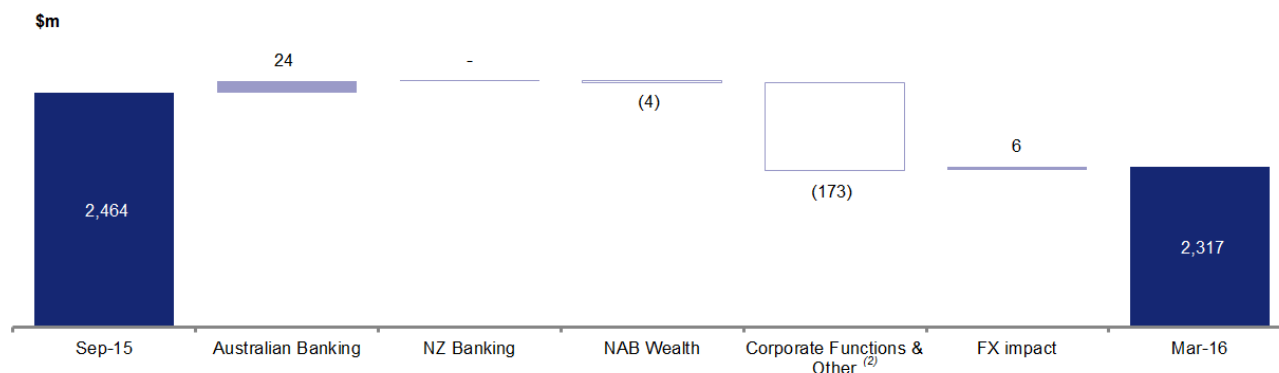 $m
24
-
(4)
(173)
6
2,464
2,317
Sep-15
Australian Banking
NZ Banking
NAB Wealth
Corporate Functions &
Other (2)
FX impact
Mar-16